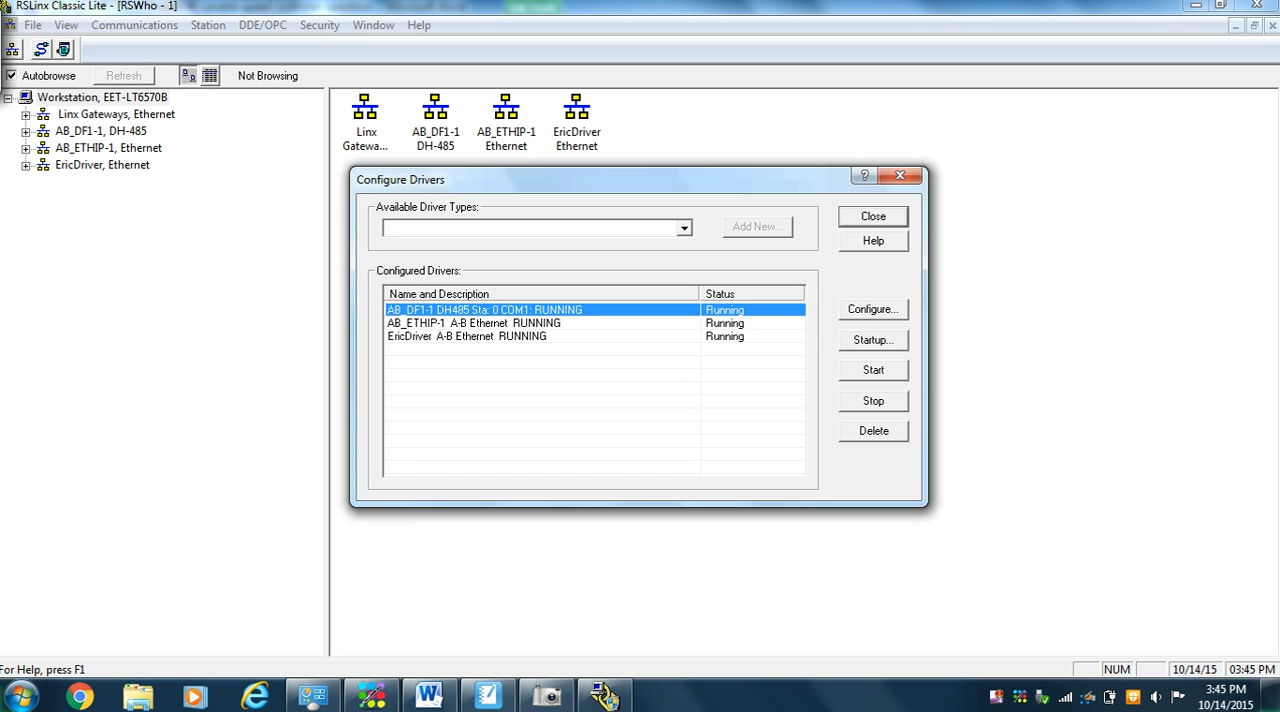 RSLinx Classic Lite - [RSWho - 1]
File View Communications Station DDE/OPC Security Window Help
Autobrowse Refresh Not Browsing
Workstation, EET-LT6570B
Linx Gateways, Ethernet
AB_DF1-1, DH-485
AB_ETHIP-1, Ethernet
EricDriver, Ethernet
Linx Gatewa...
AB_DF1-1 DH-485
AB_ETHIP-1 Ethernet
EricDriver Ethernet
Configure Drivers
Available Driver Types:
Add New...
Close
Help
Configured Drivers:
Name and Description Status
AB_DF1-1 DH485 Sta: 0 COM1: RUNNING Running
AB_ETHIP-1 A-B Ethernet RUNNING Running
EricDriver A-B Ethernet RUNNING Running
Configure...
Startup...
Start
Stop
Delete
For Help, press F1
NUM 10/14/15 03:45 PM
3:45 PM
10/14/2015